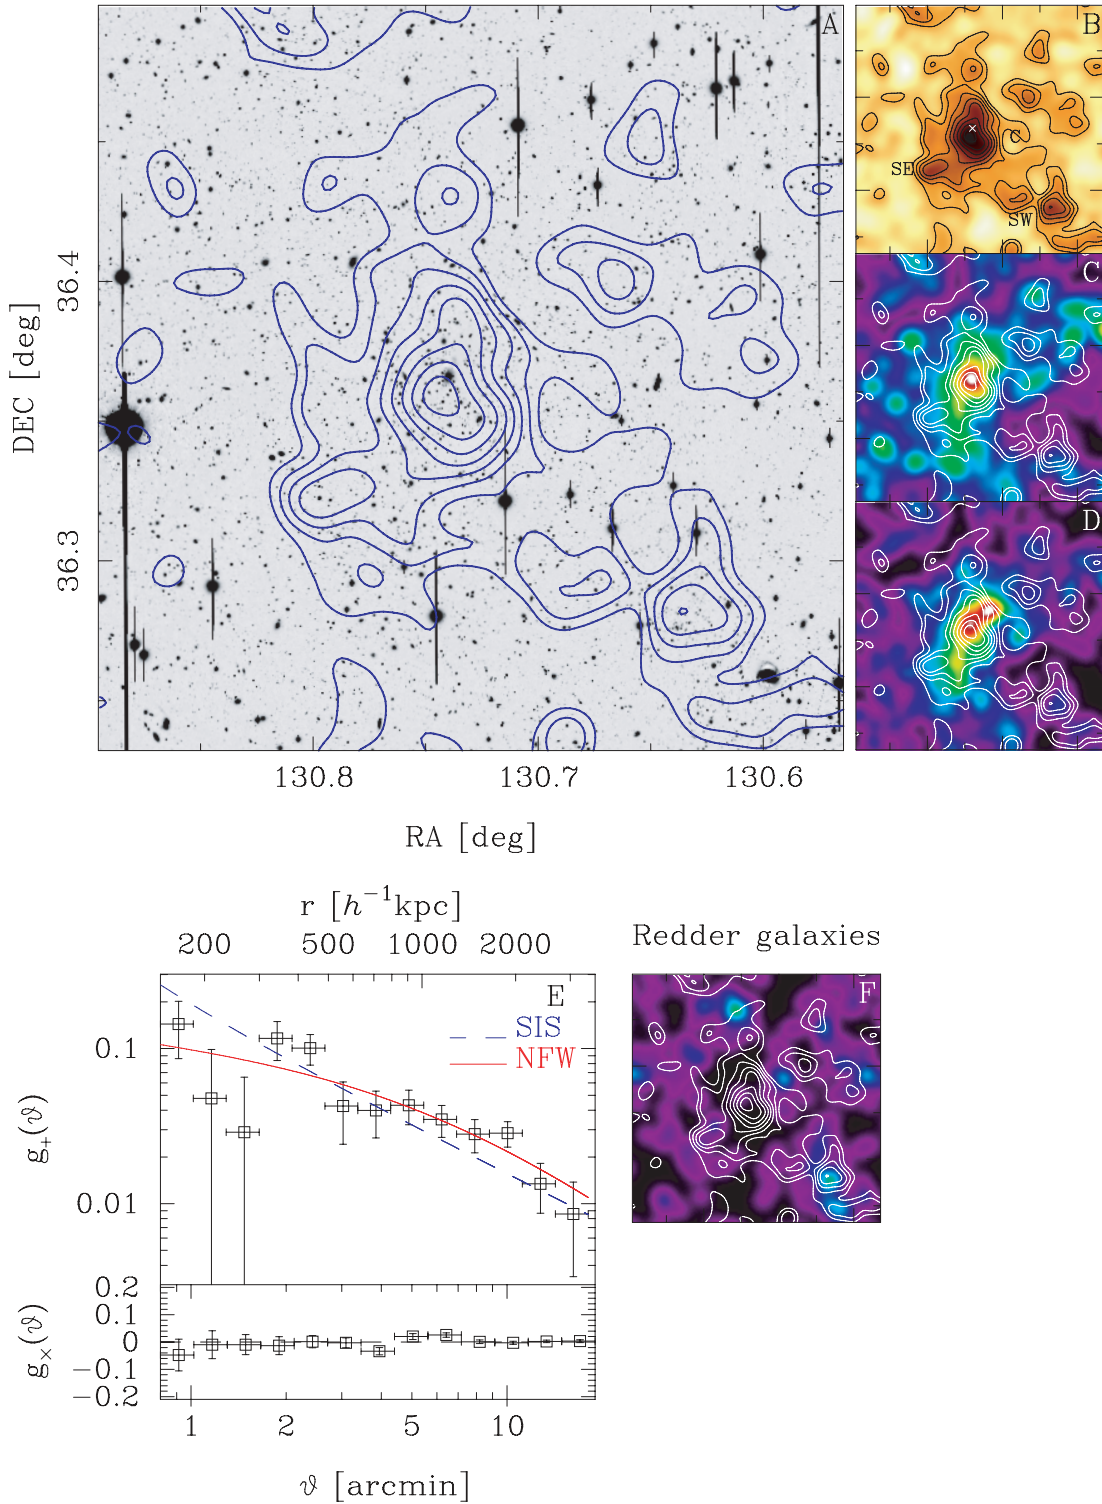 A
B
SE
C
SW
C
D
36.4
36.3
DEC [deg]
130.8 130.7 130.6
RA [deg]
r [h⁻¹kpc]
200 500 1000 2000
E
SIS
NFW
0.1
0.01
g₊(ϑ)
0.2
0.1
0
−0.1
−0.2
g×(ϑ)
1 2 5 10
ϑ [arcmin]
Redder galaxies
F